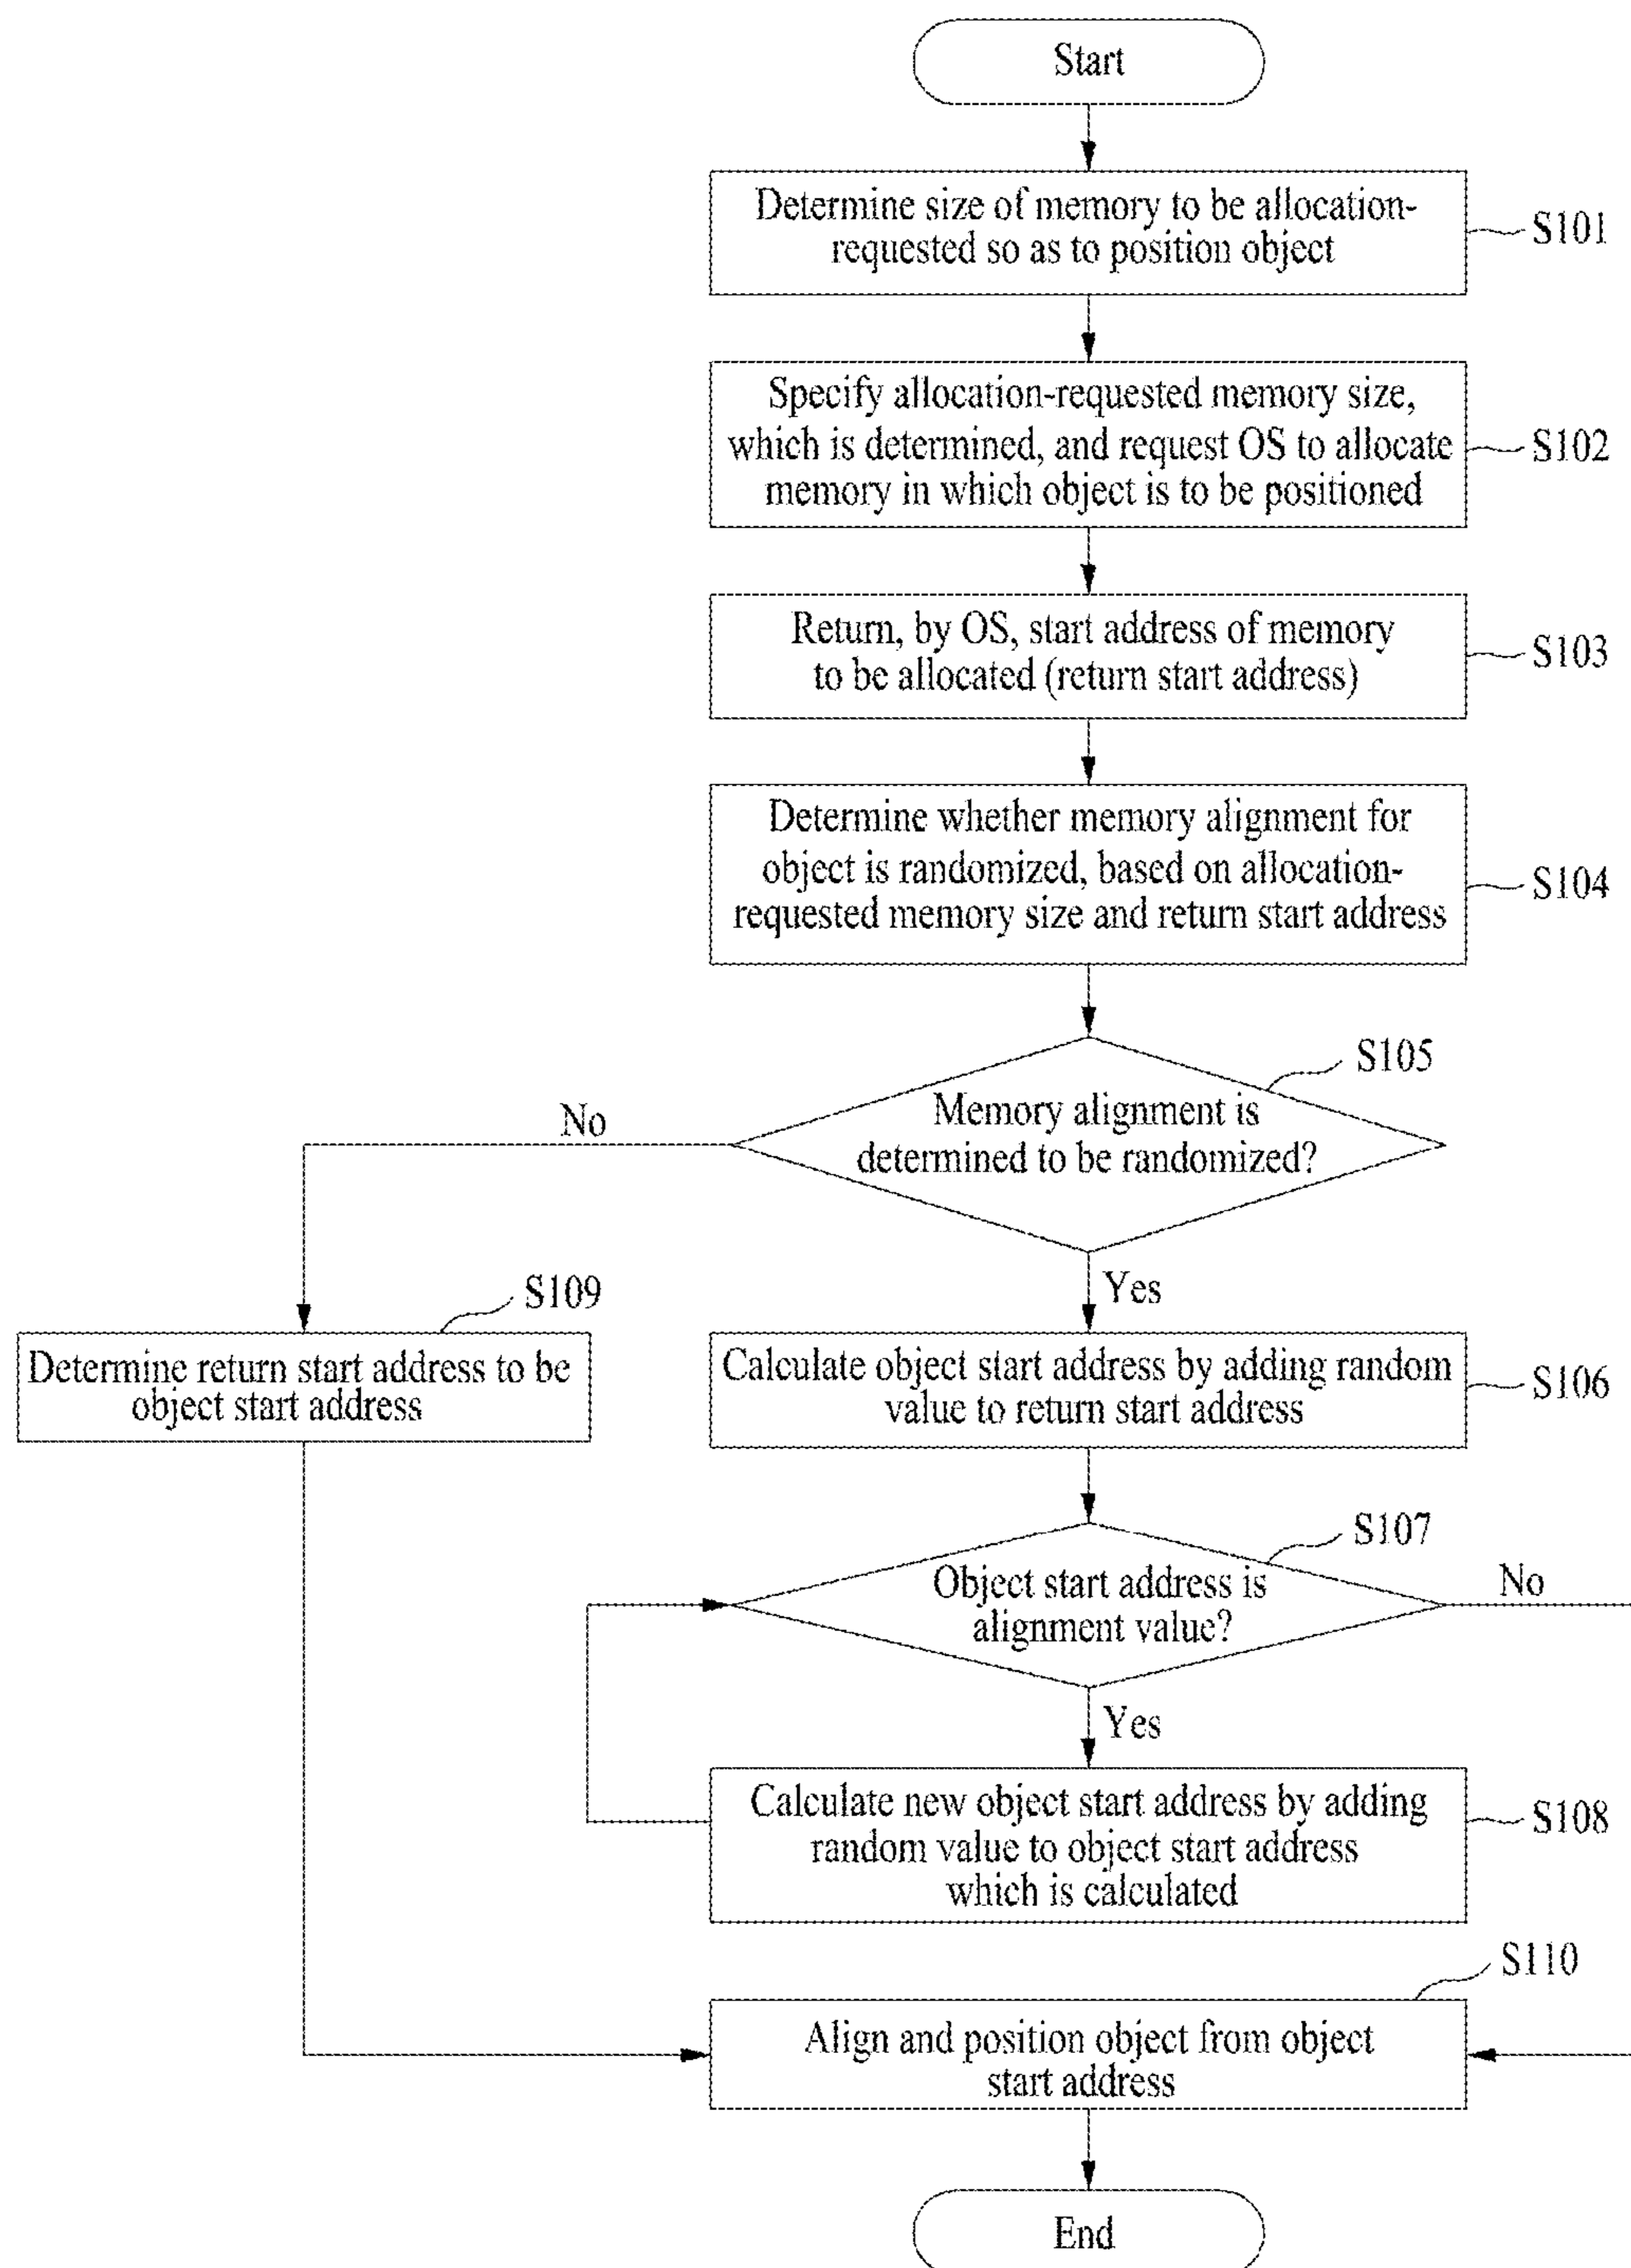 Start
Determine size of memory to be allocation-
requested so as to position object
S101
Specify allocation-requested memory size,
which is determined, and request OS to allocate
memory in which object is to be positioned
S102
Return, by OS, start address of memory
to be allocated (return start address)
S103
Determine whether memory alignment for
object is randomized, based on allocation-
requested memory size and return start address
S104
S105
Memory alignment is
determined to be randomized?
No
Yes
S109
Determine return start address to be
object start address
Calculate object start address by adding random
value to return start address
S106
S107
Object start address is
alignment value?
No
Yes
Calculate new object start address by adding
random value to object start address
which is calculated
S108
S110
Align and position object from object
start address
End